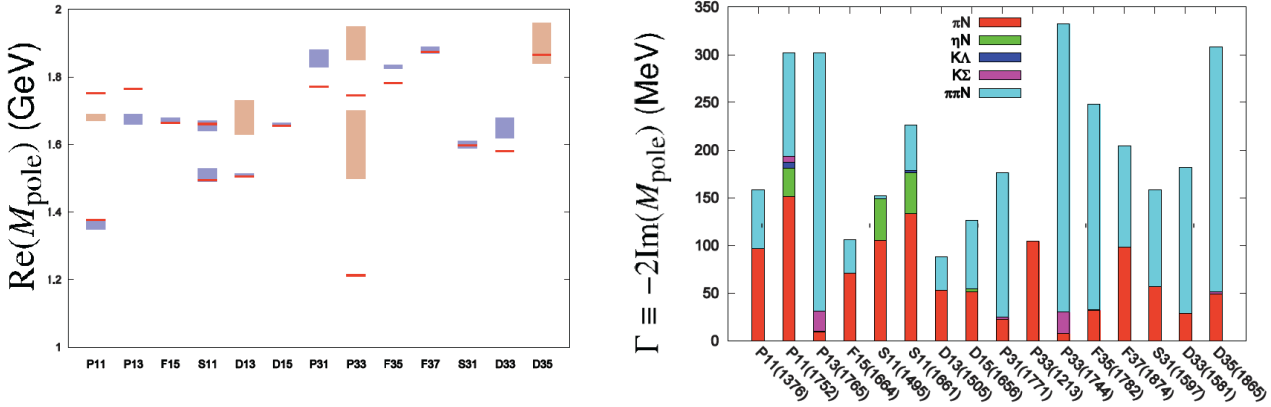 Re(M_pole) (GeV)
2
1.8
1.6
1.4
1.2
1
P11 P13 F15 S11 D13 D15 P31 P33 F35 F37 S31 D33 D35
Γ ≡ −2Im(M_pole) (MeV)
350
300
250
200
150
100
50
0
πN
ηN
KΛ
KΣ
ππN
P11(1376)
P11(1752)
P13(1765)
F15(1664)
S11(1495)
S11(1661)
D13(1505)
D15(1656)
P31(1771)
P33(1213)
P33(1744)
F35(1782)
F37(1874)
S31(1597)
D33(1581)
D35(1865)